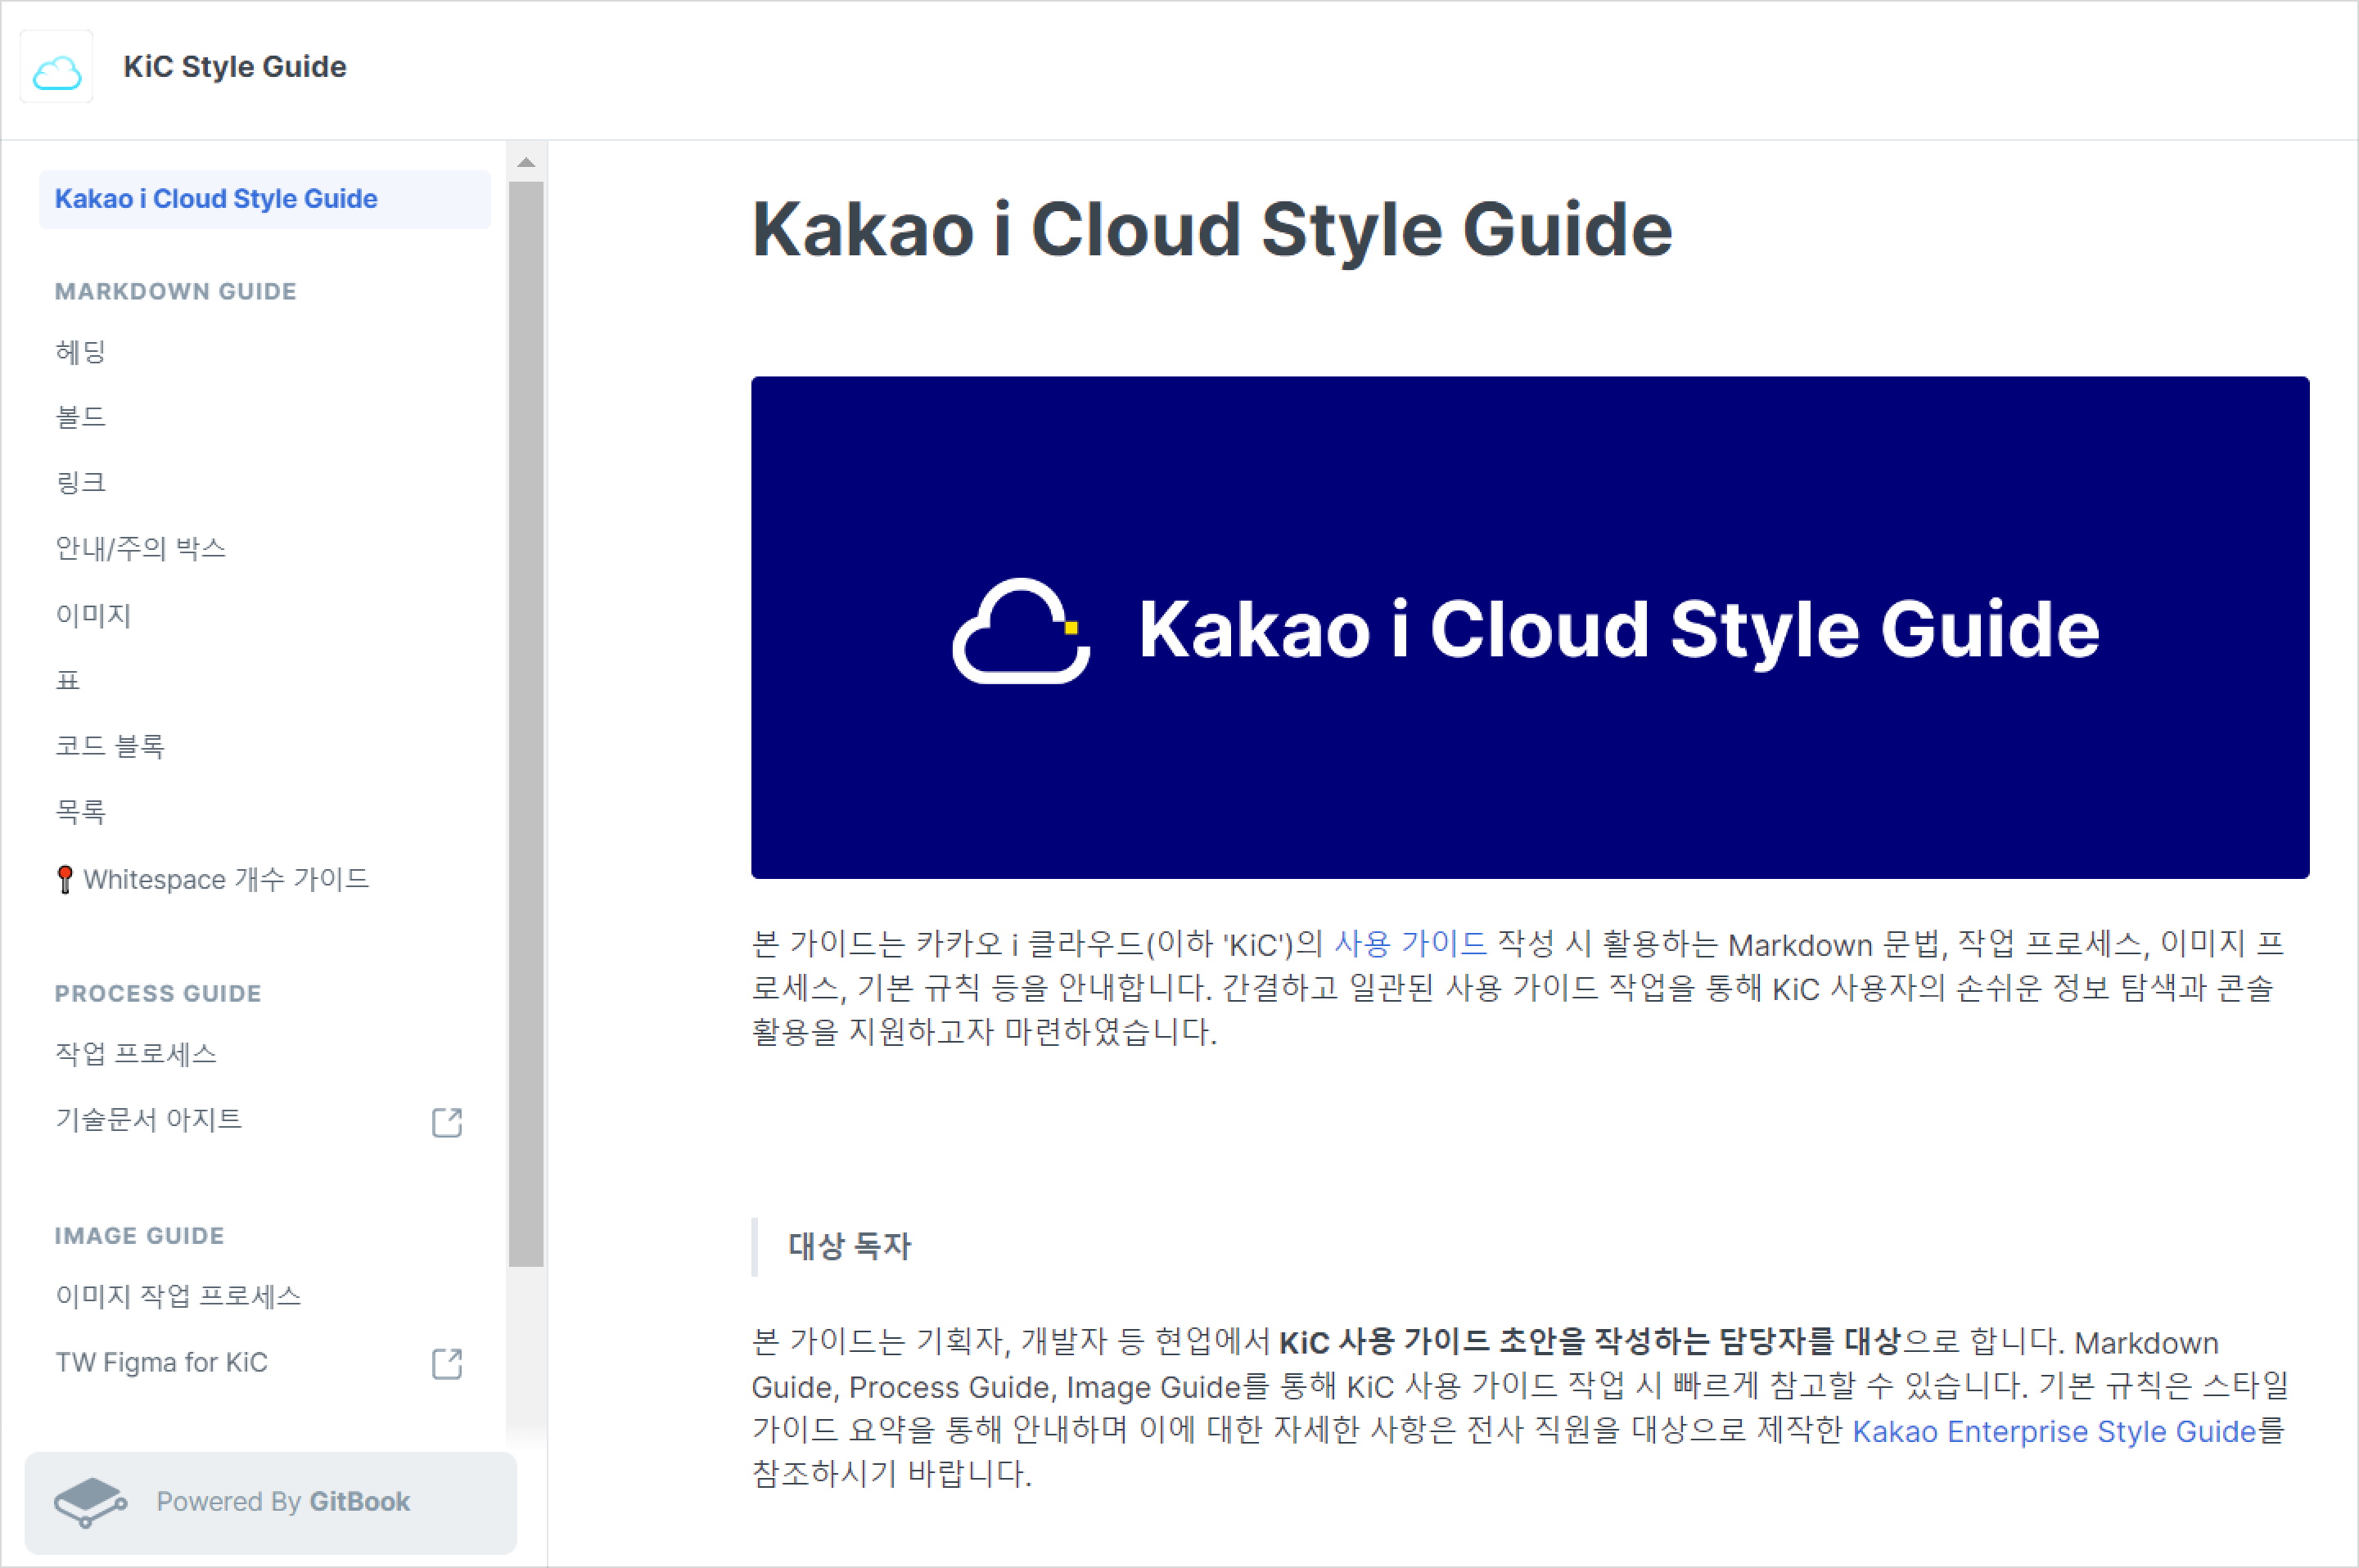 KiC Style Guide
Kakao i Cloud Style Guide
MARKDOWN GUIDE
헤딩
볼드
링크
안내/주의 박스
이미지
표
코드 블록
목록
Whitespace 개수 가이드
PROCESS GUIDE
작업 프로세스
기술문서 아지트
IMAGE GUIDE
이미지 작업 프로세스
TW Figma for KiC
Powered By GitBook
Kakao i Cloud Style Guide
Kakao i Cloud Style Guide
본 가이드는 카카오 i 클라우드(이하 'KiC')의 사용 가이드 작성 시 활용하는 Markdown 문법, 작업 프로세스, 이미지 프
로세스, 기본 규칙 등을 안내합니다. 간결하고 일관된 사용 가이드 작업을 통해 KiC 사용자의 손쉬운 정보 탐색과 콘솔
활용을 지원하고자 마련하였습니다.
대상 독자
본 가이드는 기획자, 개발자 등 현업에서 KiC 사용 가이드 초안을 작성하는 담당자를 대상으로 합니다. Markdown
Guide, Process Guide, Image Guide를 통해 KiC 사용 가이드 작업 시 빠르게 참고할 수 있습니다. 기본 규칙은 스타일
가이드 요약을 통해 안내하며 이에 대한 자세한 사항은 전사 직원을 대상으로 제작한 Kakao Enterprise Style Guide를
참조하시기 바랍니다.